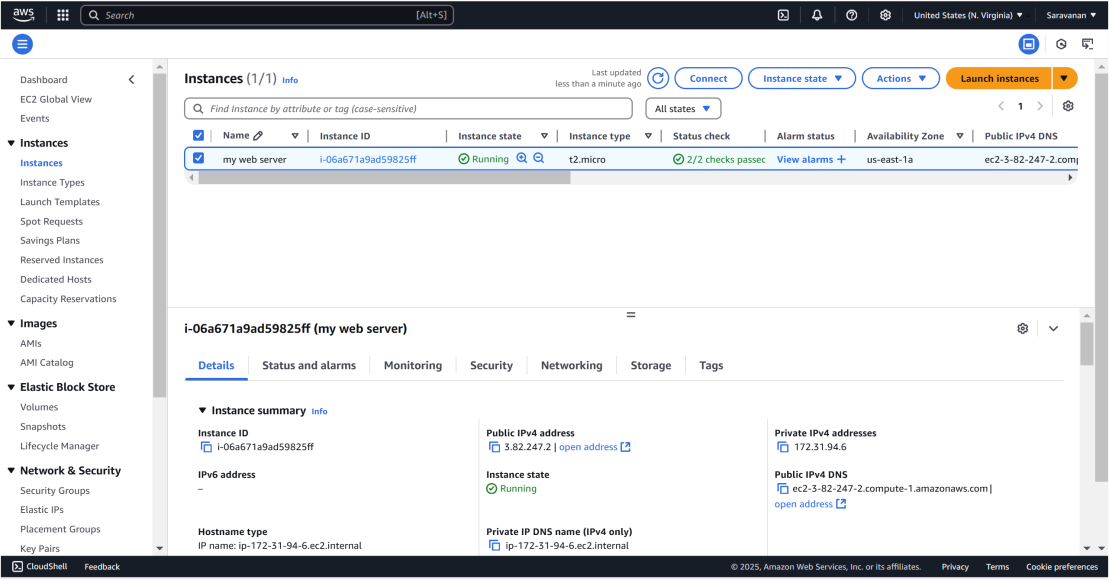 aws Search [Alt+S] United States (N. Virginia) ▼ Saravanan ▼
Dashboard
EC2 Global View
Events
▼ Instances
Instances
Instance Types
Launch Templates
Spot Requests
Savings Plans
Reserved Instances
Dedicated Hosts
Capacity Reservations
▼ Images
AMIs
AMI Catalog
▼ Elastic Block Store
Volumes
Snapshots
Lifecycle Manager
▼ Network & Security
Security Groups
Elastic IPs
Placement Groups
Key Pairs
Instances (1/1) Info
Last updated
less than a minute ago
Connect
Instance state ▼
Actions ▼
Launch instances ▼
Find Instance by attribute or tag (case-sensitive)
All states ▼
1
Name Instance ID Instance state Instance type Status check Alarm status Availability Zone Public IPv4 DNS
my web server i-06a671a9ad59825ff Running t2.micro 2/2 checks passec View alarms + us-east-1a ec2-3-82-247-2.comp
i-06a671a9ad59825ff (my web server)
Details Status and alarms Monitoring Security Networking Storage Tags
▼ Instance summary Info
Instance ID
i-06a671a9ad59825ff
Public IPv4 address
3.82.247.2 | open address
Private IPv4 addresses
172.31.94.6
IPv6 address
–
Instance state
Running
Public IPv4 DNS
ec2-3-82-247-2.compute-1.amazonaws.com |
open address
Hostname type
IP name: ip-172-31-94-6.ec2.internal
Private IP DNS name (IPv4 only)
ip-172-31-94-6.ec2.internal
CloudShell Feedback © 2025, Amazon Web Services, Inc. or its affiliates. Privacy Terms Cookie preferences